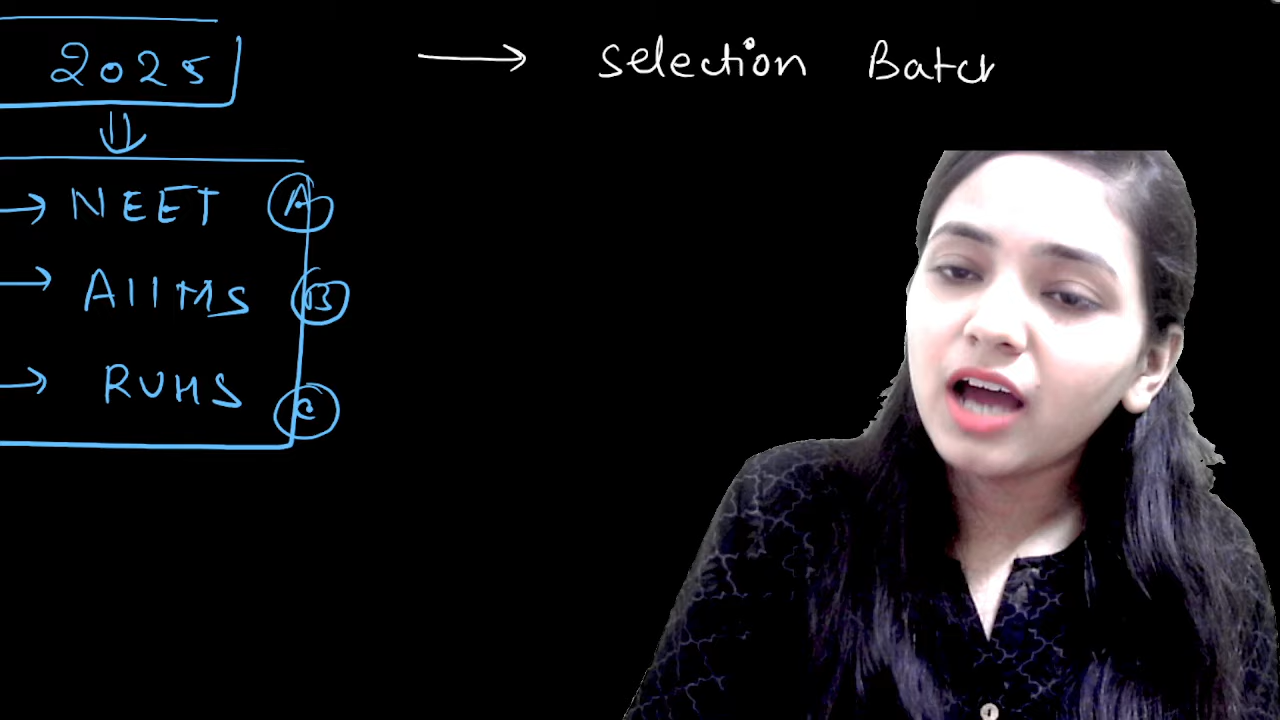 2025 → Selection Batch
→ NEET A
→ AIIMS B
→ RUHS C